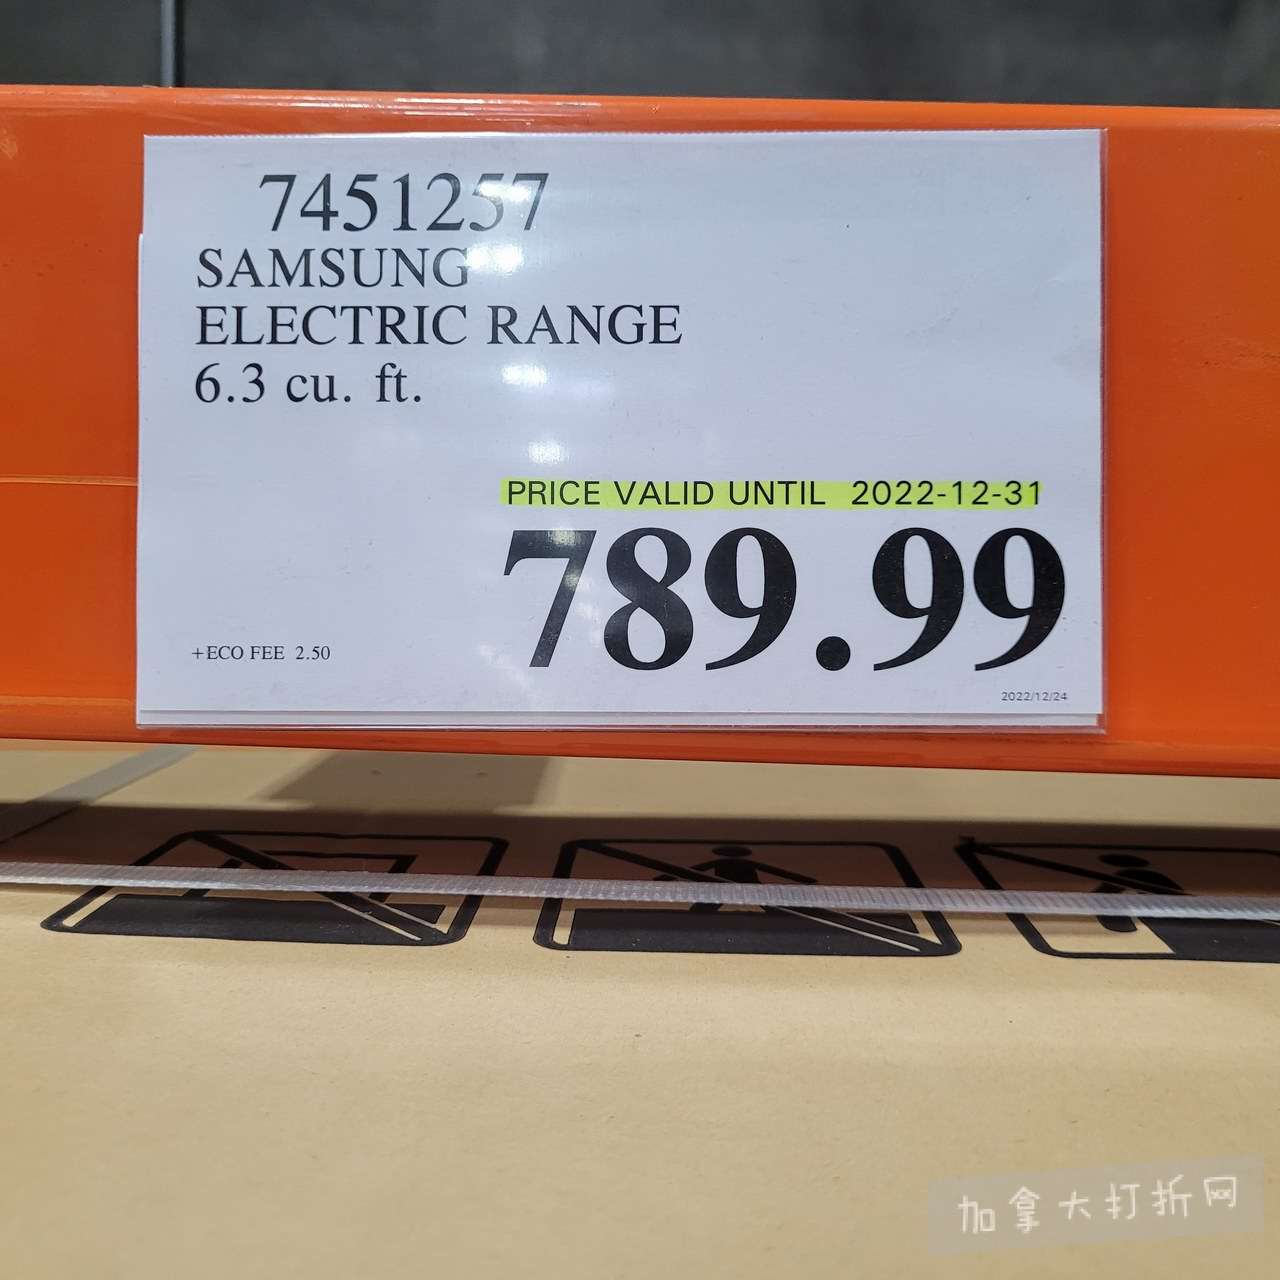 7451257
SAMSUNG
ELECTRIC RANGE
6.3 cu. ft.
PRICE VALID UNTIL 2022-12-31
789.99
+ECO FEE 2.50
2022/12/24
加拿大打折网